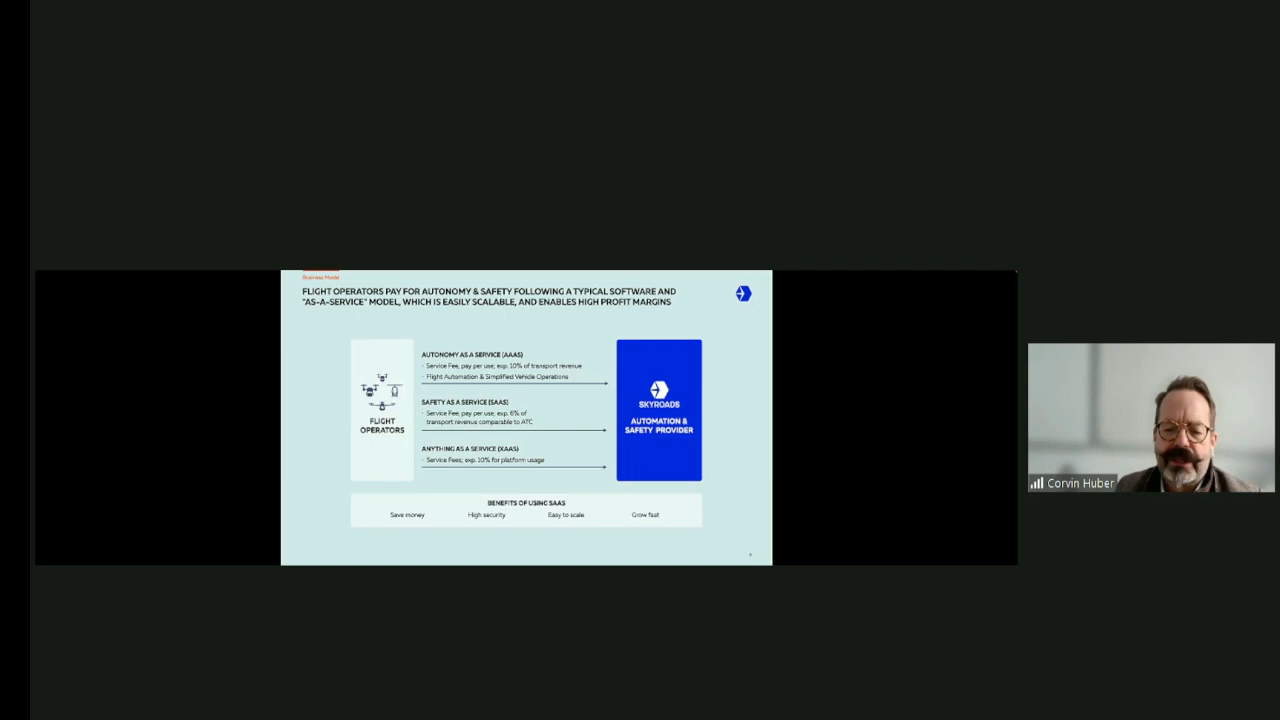 Business Model
FLIGHT OPERATORS PAY FOR AUTONOMY & SAFETY FOLLOWING A TYPICAL SOFTWARE AND
"AS-A-SERVICE" MODEL, WHICH IS EASILY SCALABLE, AND ENABLES HIGH PROFIT MARGINS
FLIGHT
OPERATORS
AUTONOMY AS A SERVICE (AAAS)
- Service Fee, pay per use; exp. 10% of transport revenue
- Flight Automation & Simplified Vehicle Operations
SAFETY AS A SERVICE (SAAS)
- Service Fee, pay per use; exp. 6% of
transport revenue comparable to ATC
ANYTHING AS A SERVICE (XAAS)
- Service Fees; exp. 10% for platform usage
SKYROADS
AUTOMATION &
SAFETY PROVIDER
BENEFITS OF USING SAAS
Save money High security Easy to scale Grow fast
Corvin Huber